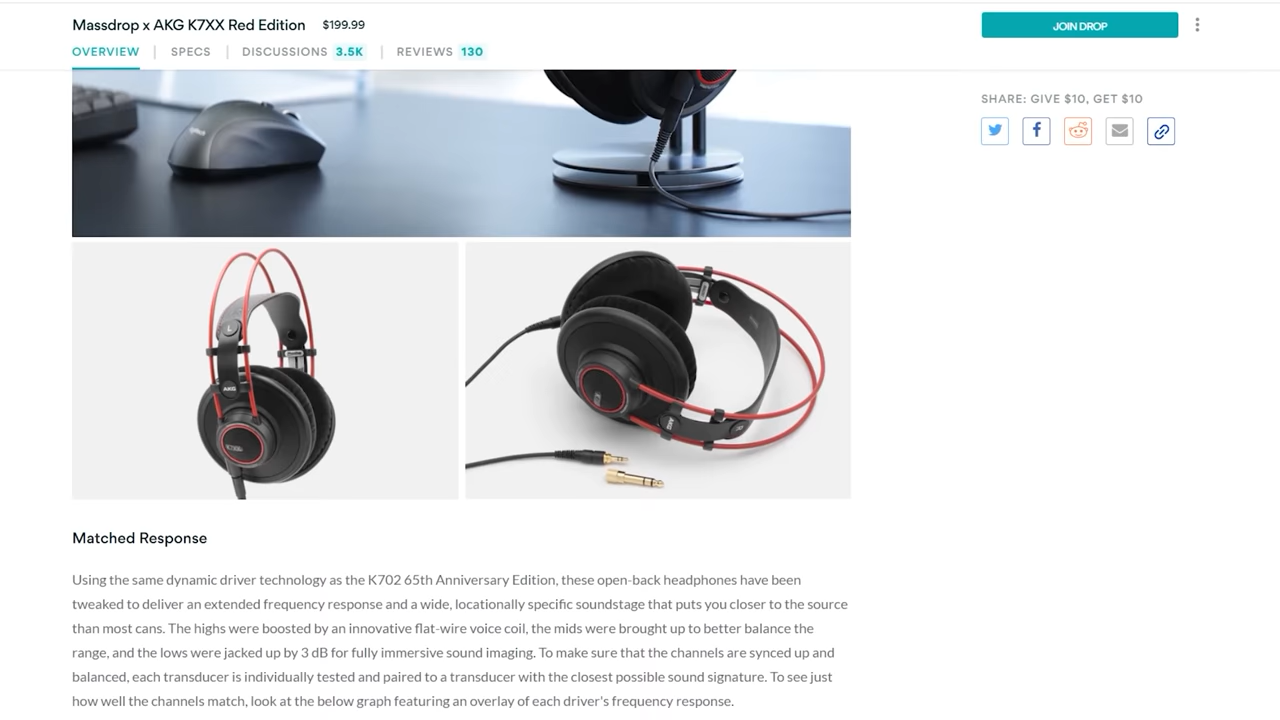 Massdrop x AKG K7XX Red Edition $199.99
JOIN DROP
OVERVIEW | SPECS | DISCUSSIONS 3.5K | REVIEWS 130
SHARE: GIVE $10, GET $10
L
AKG
Matched Response
Using the same dynamic driver technology as the K702 65th Anniversary Edition, these open-back headphones have been
tweaked to deliver an extended frequency response and a wide, locationally specific soundstage that puts you closer to the source
than most cans. The highs were boosted by an innovative flat-wire voice coil, the mids were brought up to better balance the
range, and the lows were jacked up by 3 dB for fully immersive sound imaging. To make sure that the channels are synced up and
balanced, each transducer is individually tested and paired to a transducer with the closest possible sound signature. To see just
how well the channels match, look at the below graph featuring an overlay of each driver's frequency response.